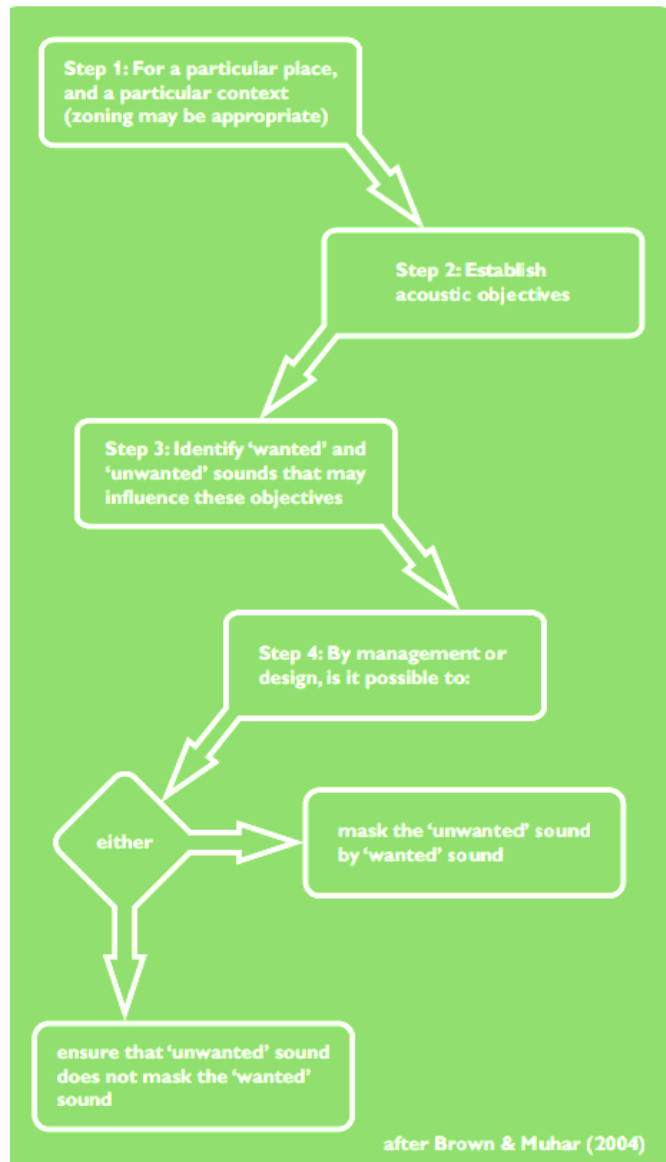 Step 1: For a particular place,
and a particular context
(zoning may be appropriate)
Step 2: Establish
acoustic objectives
Step 3: Identify ‘wanted’ and
‘unwanted’ sounds that may
influence these objectives
Step 4: By management or
design, is it possible to:
either
mask the ‘unwanted’ sound
by ‘wanted’ sound
ensure that ‘unwanted’ sound
does not mask the ‘wanted’
sound
after Brown & Muhar (2004)